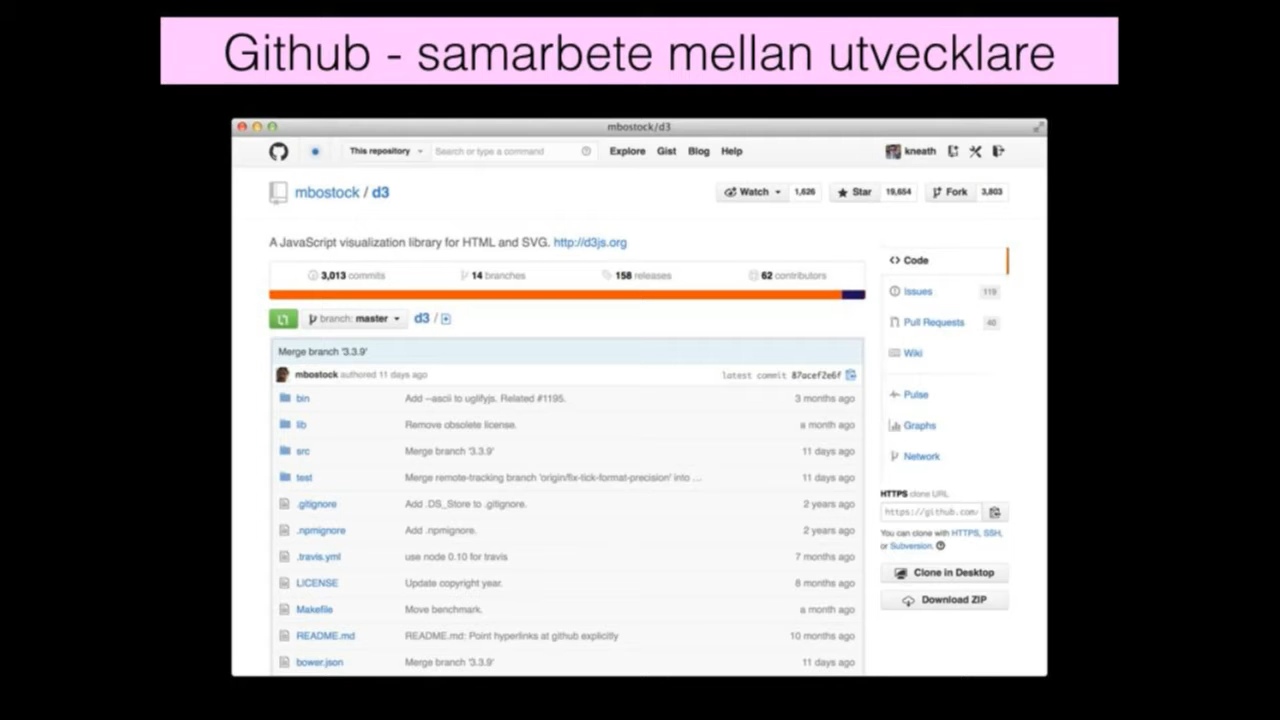 Github - samarbete mellan utvecklare
mbostock/d3
This repository Search or type a command Explore Gist Blog Help kneath
mbostock / d3 Watch 1,626 Star 19,654 Fork 3,803
A JavaScript visualization library for HTML and SVG. http://d3js.org
3,013 commits 14 branches 158 releases 62 contributors
branch: master d3 /
Merge branch '3.3.9'
mbostock authored 11 days ago latest commit 87acef2e6f
bin Add --ascii to uglifyjs. Related #1195. 3 months ago
lib Remove obsolete license. a month ago
src Merge branch '3.3.9' 11 days ago
test Merge remote-tracking branch 'origin/fix-tick-format-precision' into ... 11 days ago
.gitignore Add .DS_Store to .gitignore. 2 years ago
.npmignore Add .npmignore. 2 years ago
.travis.yml use node 0.10 for travis 7 months ago
LICENSE Update copyright year. 8 months ago
Makefile Move benchmark. a month ago
README.md README.md: Point hyperlinks at github explicitly 10 months ago
bower.json Merge branch '3.3.9' 11 days ago
Code
Issues 119
Pull Requests 40
Wiki
Pulse
Graphs
Network
HTTPS clone URL
https://github.com/
You can clone with HTTPS, SSH,
or Subversion.
Clone in Desktop
Download ZIP